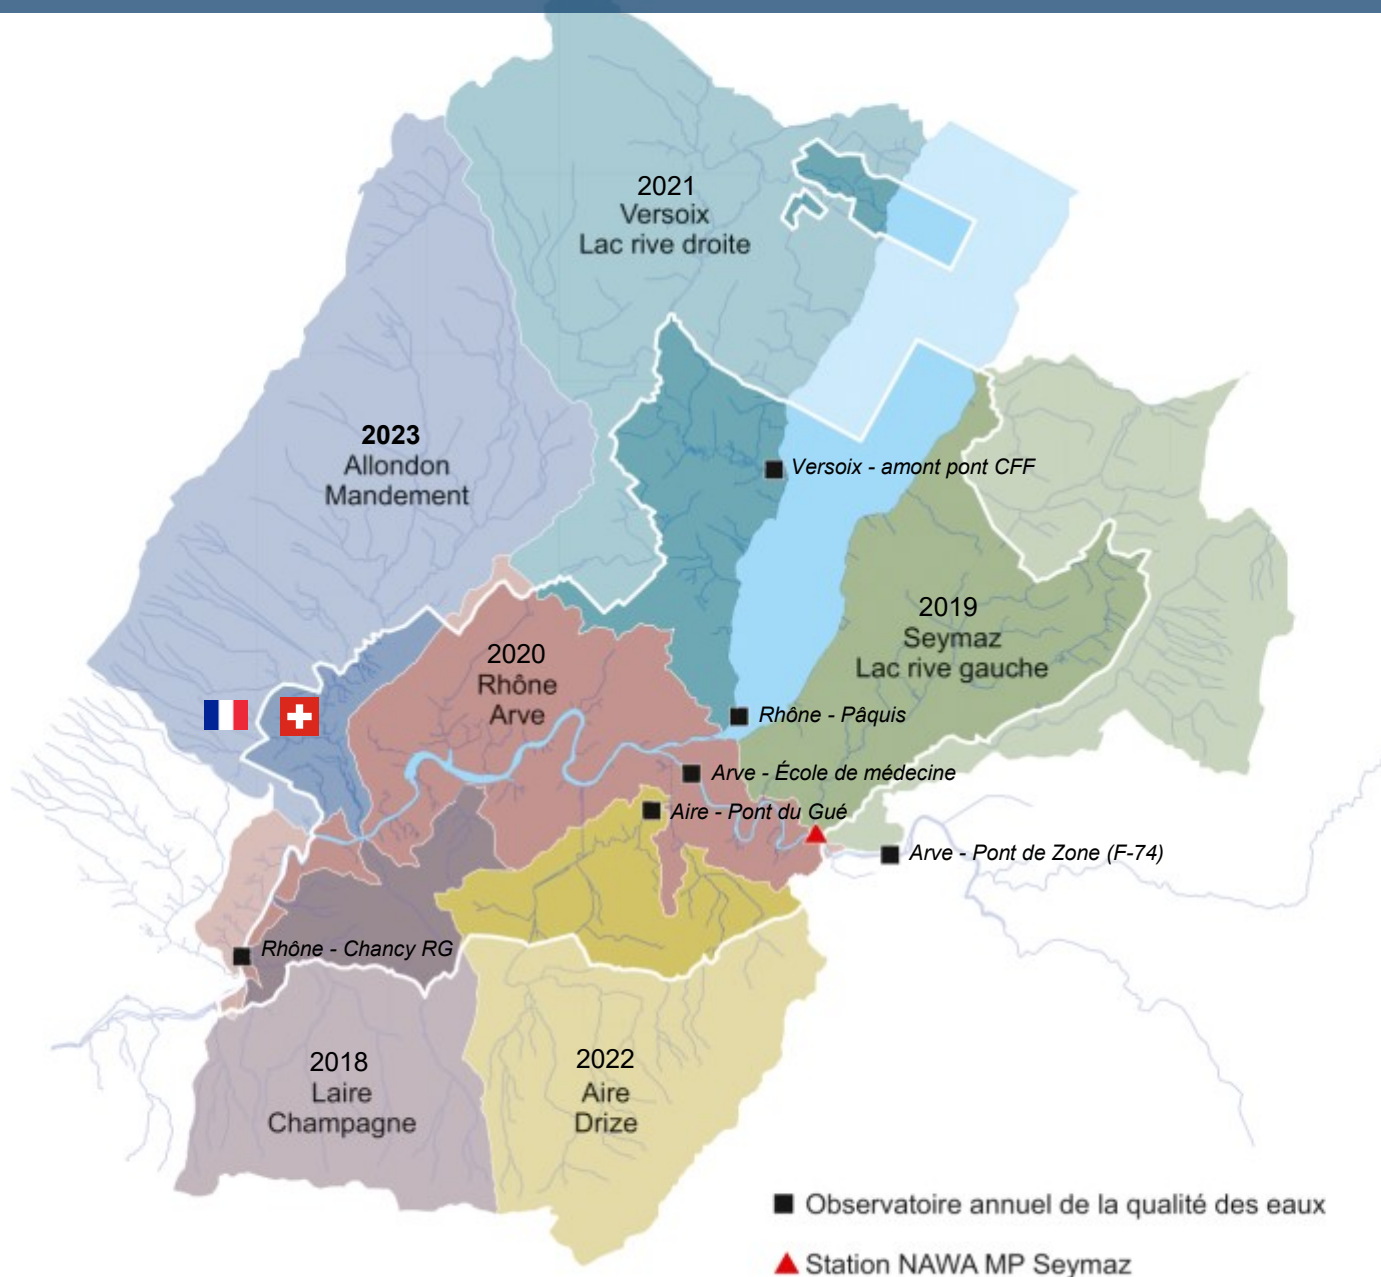 2021
Versoix
Lac rive droite
2023
Allondon
Mandement
Versoix - amont pont CFF
2019
Seymaz
Lac rive gauche
2020
Rhône
Arve
Rhône - Pâquis
Arve - École de médecine
Aire - Pont du Gué
Arve - Pont de Zone (F-74)
Rhône - Chancy RG
2018
Laire
Champagne
2022
Aire
Drize
Observatoire annuel de la qualité des eaux
Station NAWA MP Seymaz